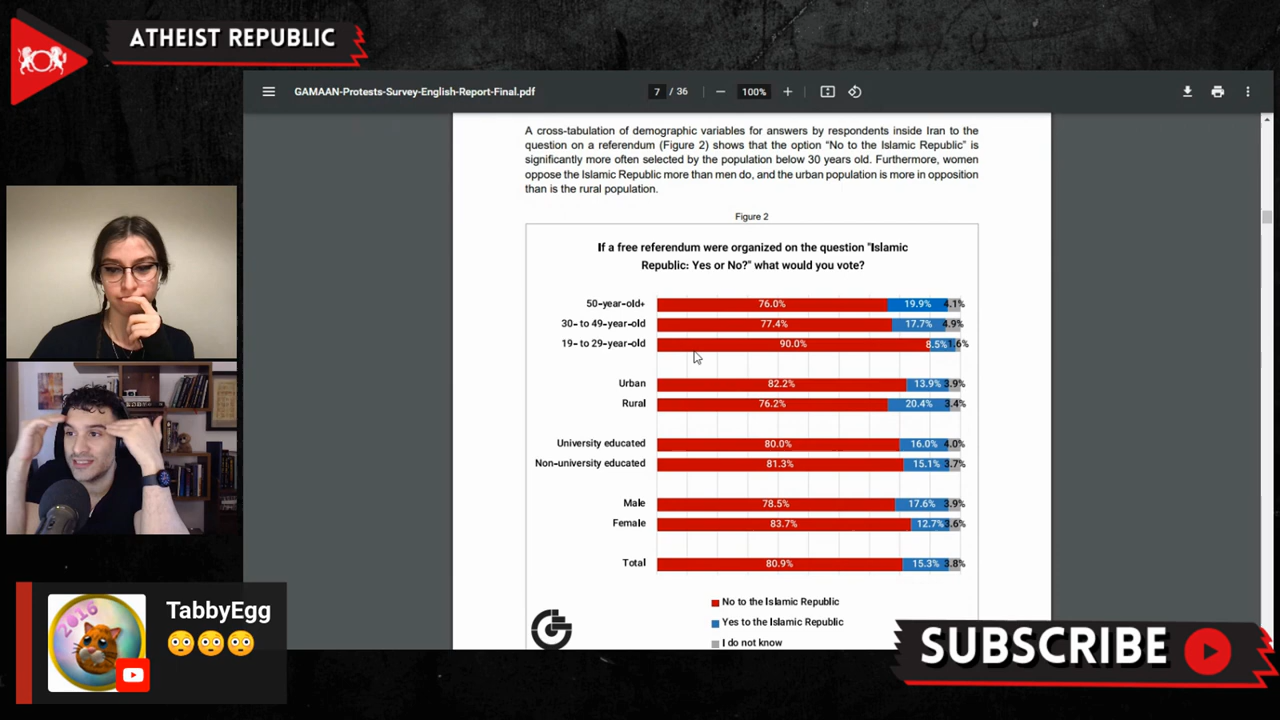 ATHEIST REPUBLIC
GAMAAN-Protests-Survey-English-Report-Final.pdf
7 / 36
100%
A cross-tabulation of demographic variables for answers by respondents inside Iran to the
question on a referendum (Figure 2) shows that the option "No to the Islamic Republic" is
significantly more often selected by the population below 30 years old. Furthermore, women
oppose the Islamic Republic more than men do, and the urban population is more in opposition
than is the rural population.
Figure 2
If a free referendum were organized on the question "Islamic
Republic: Yes or No?" what would you vote?
50-year-old+ 76.0% 19.9% 4.1%
30- to 49-year-old 77.4% 17.7% 4.9%
19- to 29-year-old 90.0% 8.5% 1.6%
Urban 82.2% 13.9% 3.9%
Rural 76.2% 20.4% 3.4%
University educated 80.0% 16.0% 4.0%
Non-university educated 81.3% 15.1% 3.7%
Male 78.5% 17.6% 3.9%
Female 83.7% 12.7% 3.6%
Total 80.9% 15.3% 3.8%
No to the Islamic Republic
Yes to the Islamic Republic
I do not know
2016
TabbyEgg
SUBSCRIBE